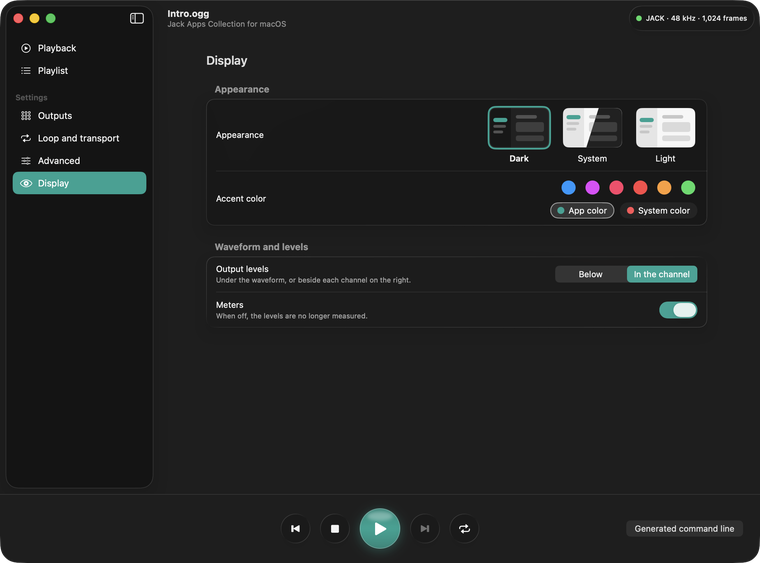 Intro.ogg
Jack Apps Collection for macOS
JACK · 48 kHz · 1,024 frames
Playback
Playlist
Settings
Outputs
Loop and transport
Advanced
Display
Display
Appearance
Appearance
Dark
System
Light
Accent color
App color
System color
Waveform and levels
Output levels
Under the waveform, or beside each channel on the right.
Below
In the channel
Meters
When off, the levels are no longer measured.
Generated command line